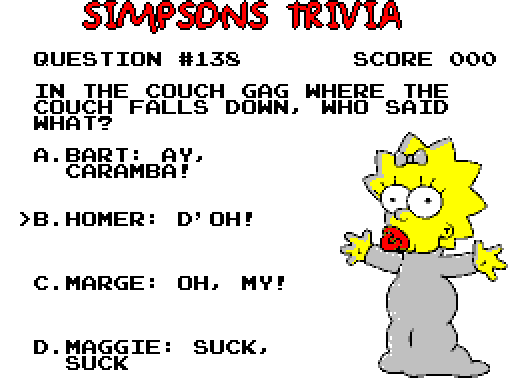 SIMPSONS TRIVIA
QUESTION #138 SCORE 000
IN THE COUCH GAG WHERE THE
COUCH FALLS DOWN, WHO SAID
WHAT?
A.BART: AY,
CARAMBA!
>B.HOMER: D'OH!
C.MARGE: OH, MY!
D.MAGGIE: SUCK,
SUCK